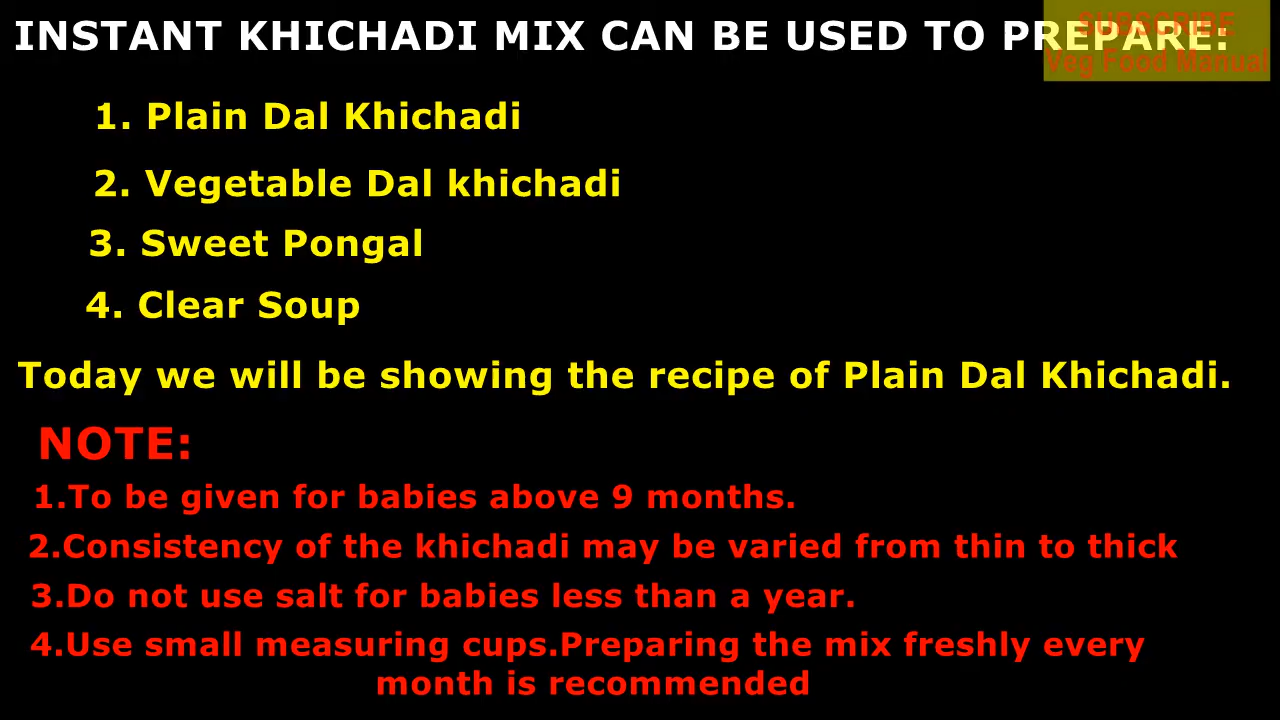 INSTANT KHICHADI MIX CAN BE USED TO PREPARE:
SUBSCRIBE
Veg Food Manual
1. Plain Dal Khichadi
2. Vegetable Dal khichadi
3. Sweet Pongal
4. Clear Soup
Today we will be showing the recipe of Plain Dal Khichadi.
NOTE:
1.To be given for babies above 9 months.
2.Consistency of the khichadi may be varied from thin to thick
3.Do not use salt for babies less than a year.
4.Use small measuring cups.Preparing the mix freshly every
month is recommended